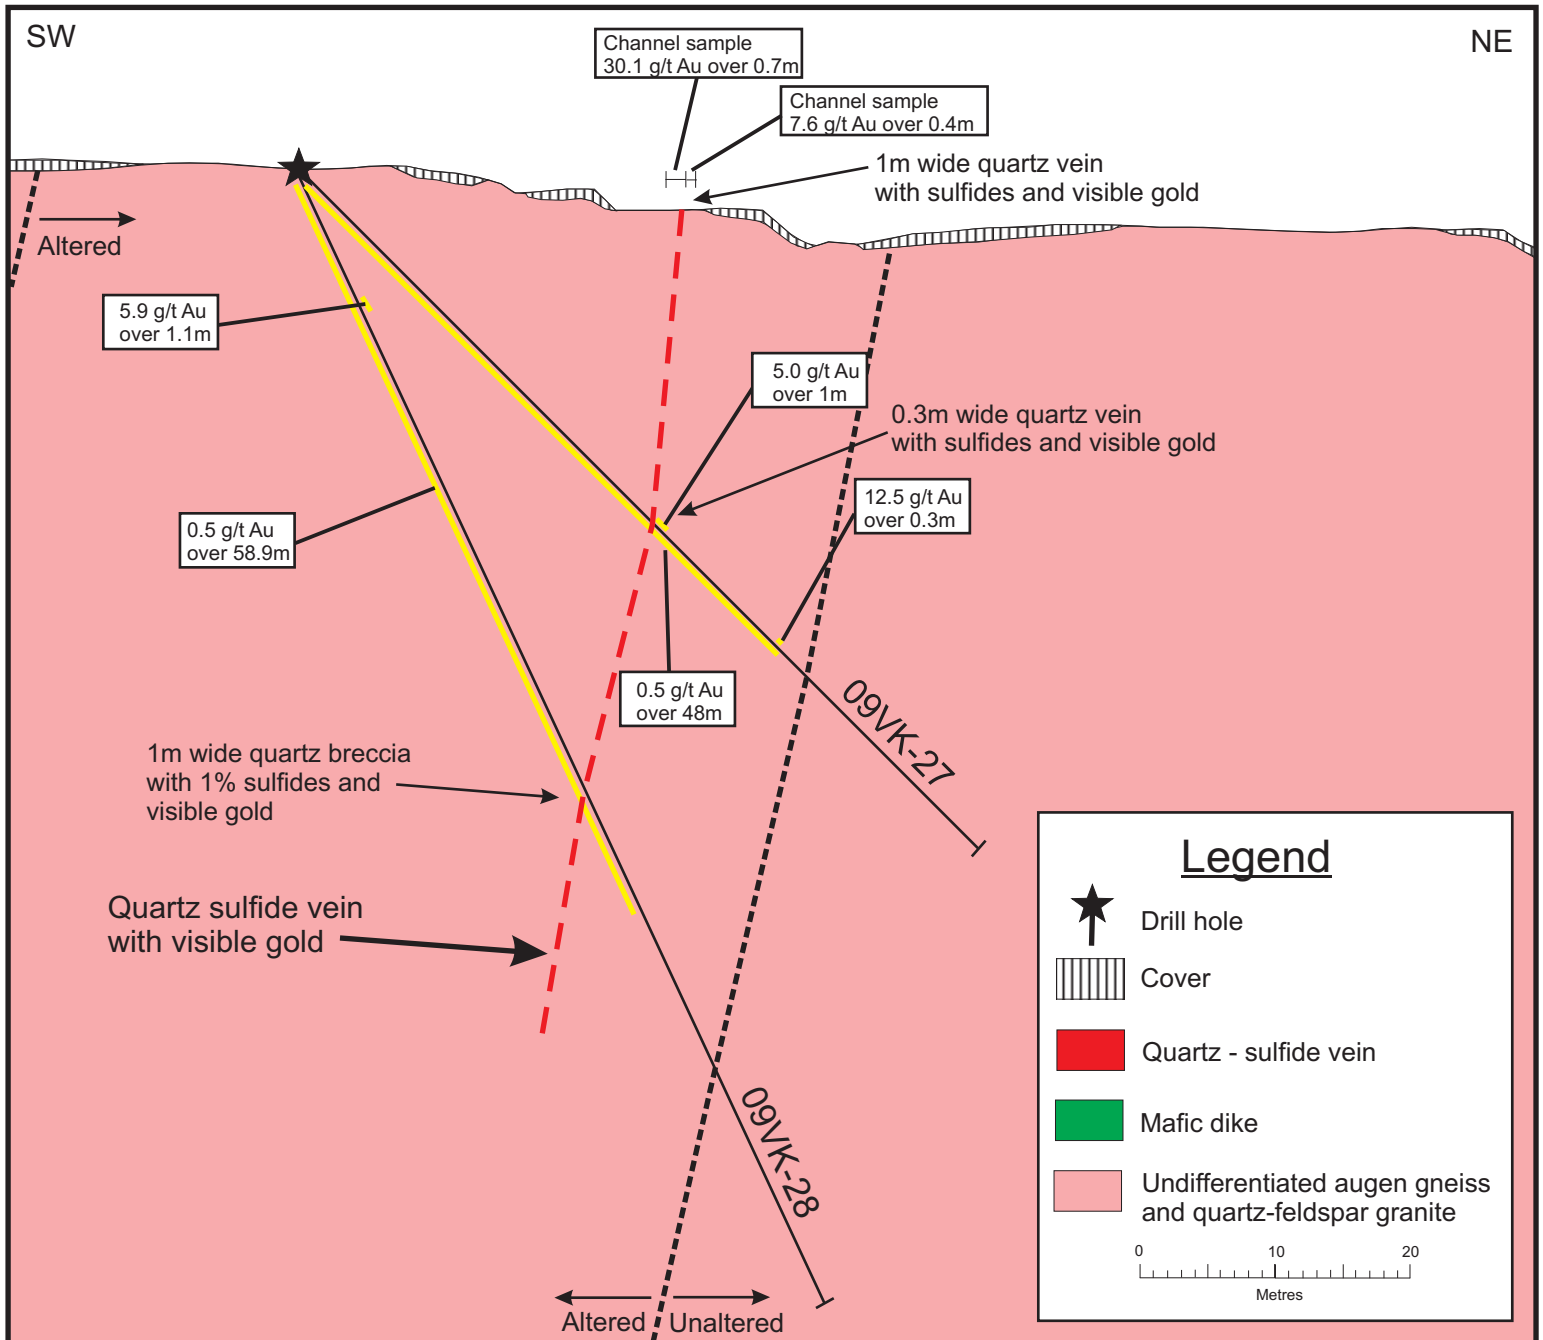 SW
NE
Channel sample
30.1 g/t Au over 0.7m
Channel sample
7.6 g/t Au over 0.4m
1m wide quartz vein
with sulfides and visible gold
Altered
5.9 g/t Au
over 1.1m
5.0 g/t Au
over 1m
0.3m wide quartz vein
with sulfides and visible gold
12.5 g/t Au
over 0.3m
0.5 g/t Au
over 58.9m
0.5 g/t Au
over 48m
09VK-27
1m wide quartz breccia
with 1% sulfides and
visible gold
Quartz sulfide vein
with visible gold
09VK-28
Altered
Unaltered
Legend
Drill hole
Cover
Quartz - sulfide vein
Mafic dike
Undifferentiated augen gneiss
and quartz-feldspar granite
0 10 20
Metres